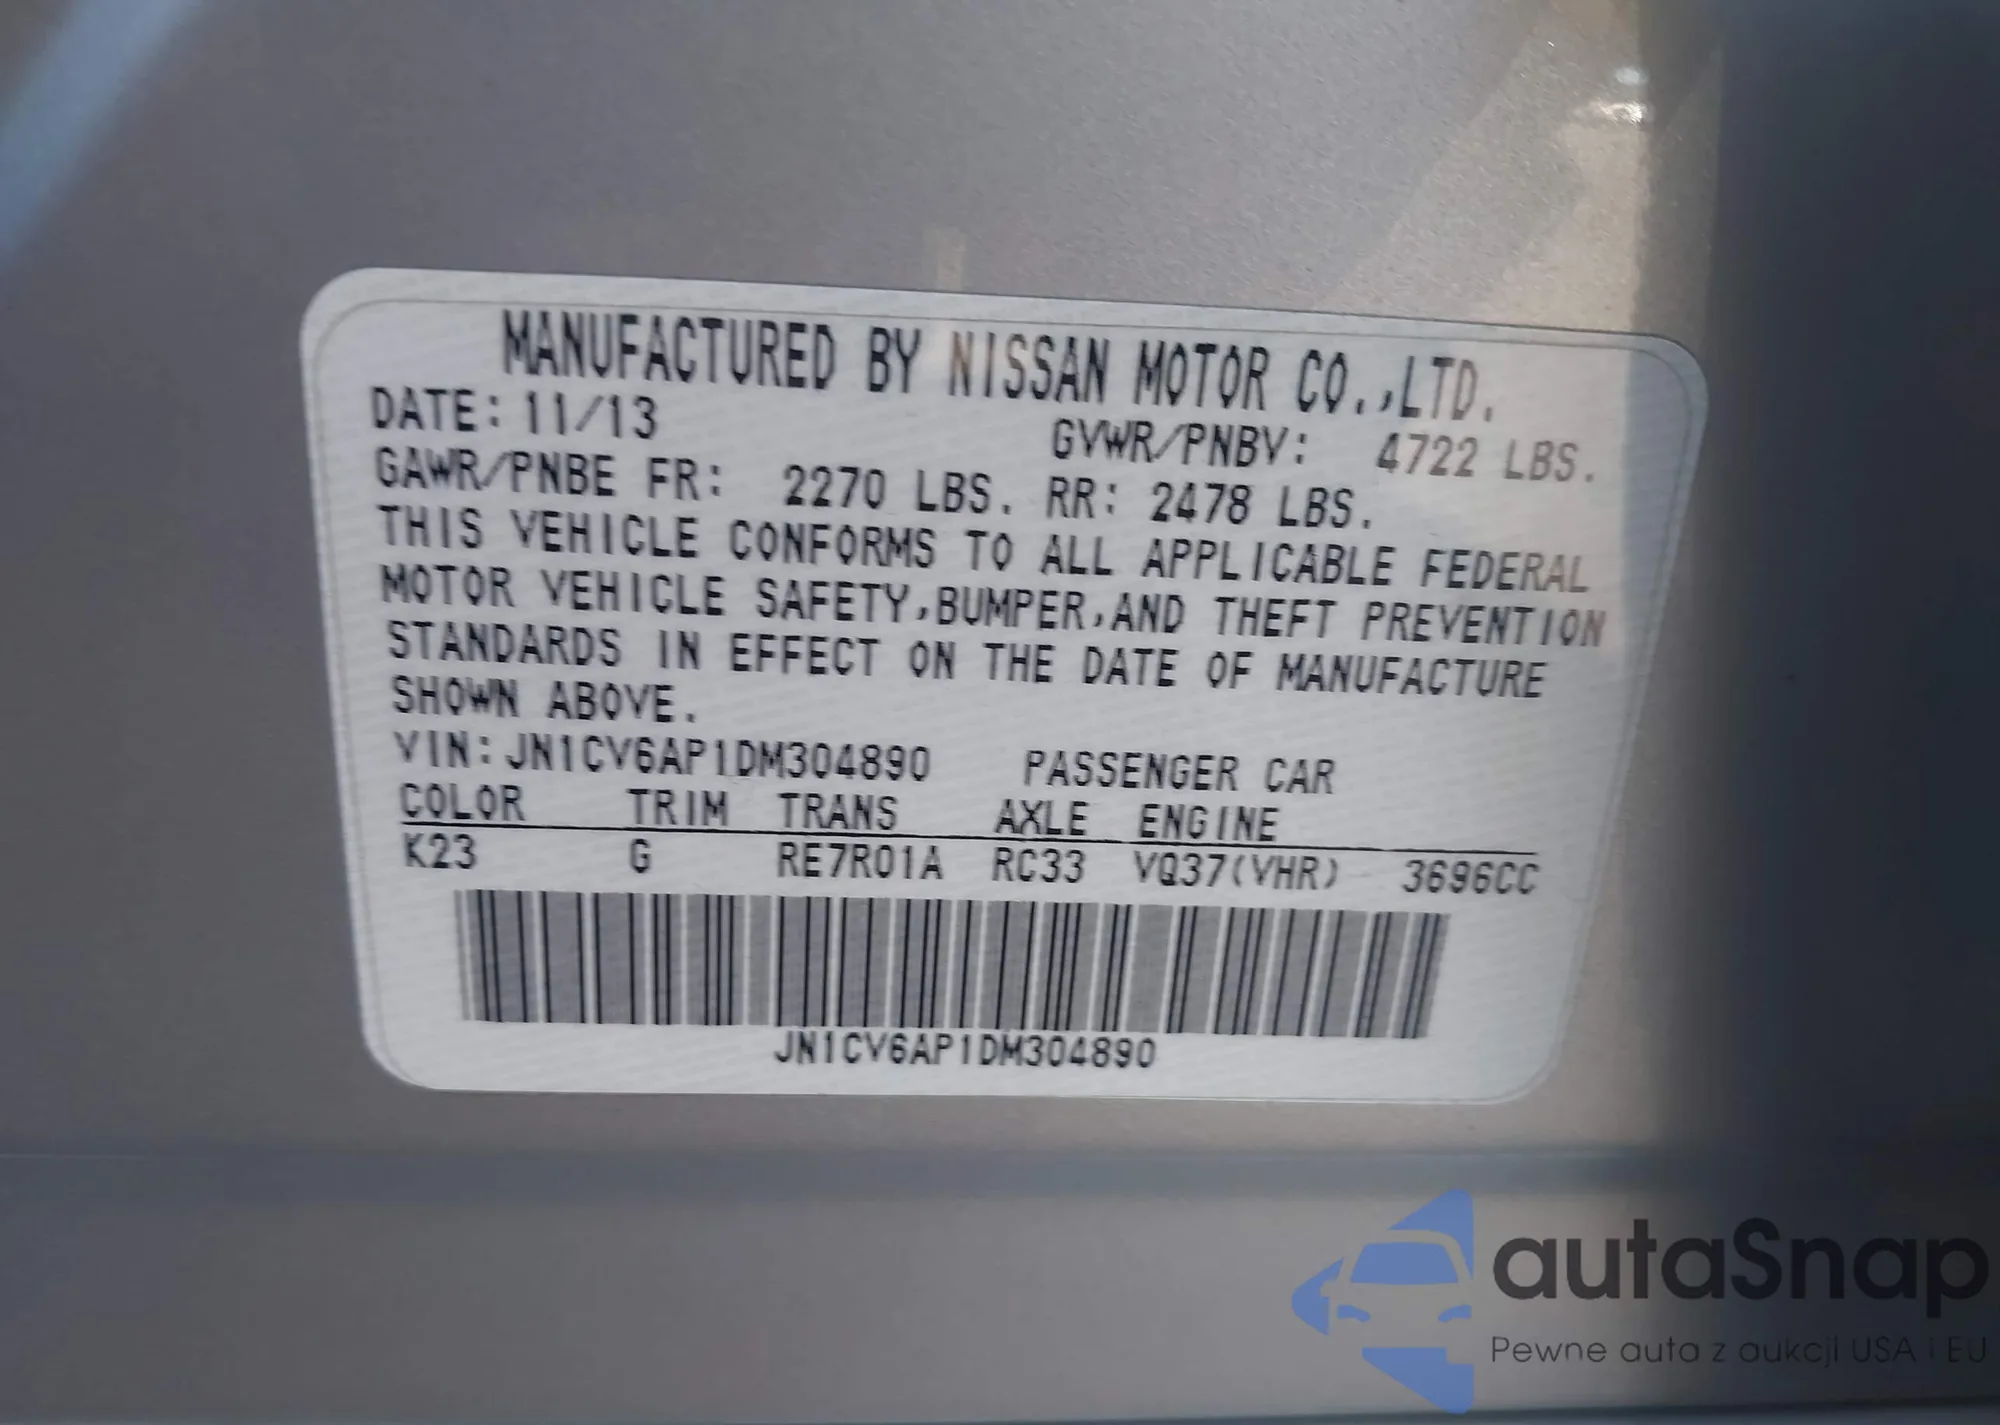 MANUFACTURED BY NISSAN MOTOR CO.,LTD.
DATE: 11/13 GVWR/PNBV: 4722 LBS.
GAWR/PNBE FR: 2270 LBS. RR: 2478 LBS.
THIS VEHICLE CONFORMS TO ALL APPLICABLE FEDERAL
MOTOR VEHICLE SAFETY,BUMPER,AND THEFT PREVENTION
STANDARDS IN EFFECT ON THE DATE OF MANUFACTURE
SHOWN ABOVE.
VIN: JN1CV6AP1DM304890 PASSENGER CAR
COLOR TRIM TRANS AXLE ENGINE
K23 G RE7R01A RC33 VQ37(VHR) 3696CC
JN1CV6AP1DM304890
autaSnap
Pewne auta z aukcji USA i EU